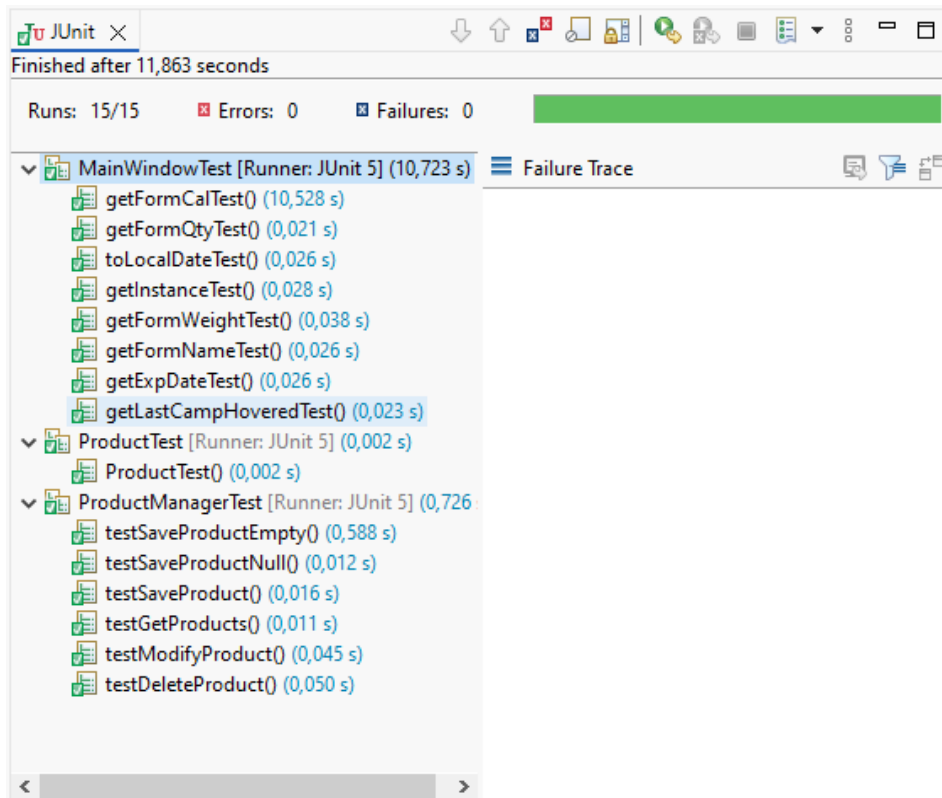 JUnit
Finished after 11,863 seconds
Runs: 15/15 Errors: 0 Failures: 0
MainWindowTest [Runner: JUnit 5] (10,723 s)
getFormCalTest() (10,528 s)
getFormQtyTest() (0,021 s)
toLocalDateTest() (0,026 s)
getInstanceTest() (0,028 s)
getFormWeightTest() (0,038 s)
getFormNameTest() (0,026 s)
getExpDateTest() (0,026 s)
getLastCampHoveredTest() (0,023 s)
ProductTest [Runner: JUnit 5] (0,002 s)
ProductTest() (0,002 s)
ProductManagerTest [Runner: JUnit 5] (0,726
testSaveProductEmpty() (0,588 s)
testSaveProductNull() (0,012 s)
testSaveProduct() (0,016 s)
testGetProducts() (0,011 s)
testModifyProduct() (0,045 s)
testDeleteProduct() (0,050 s)
Failure Trace